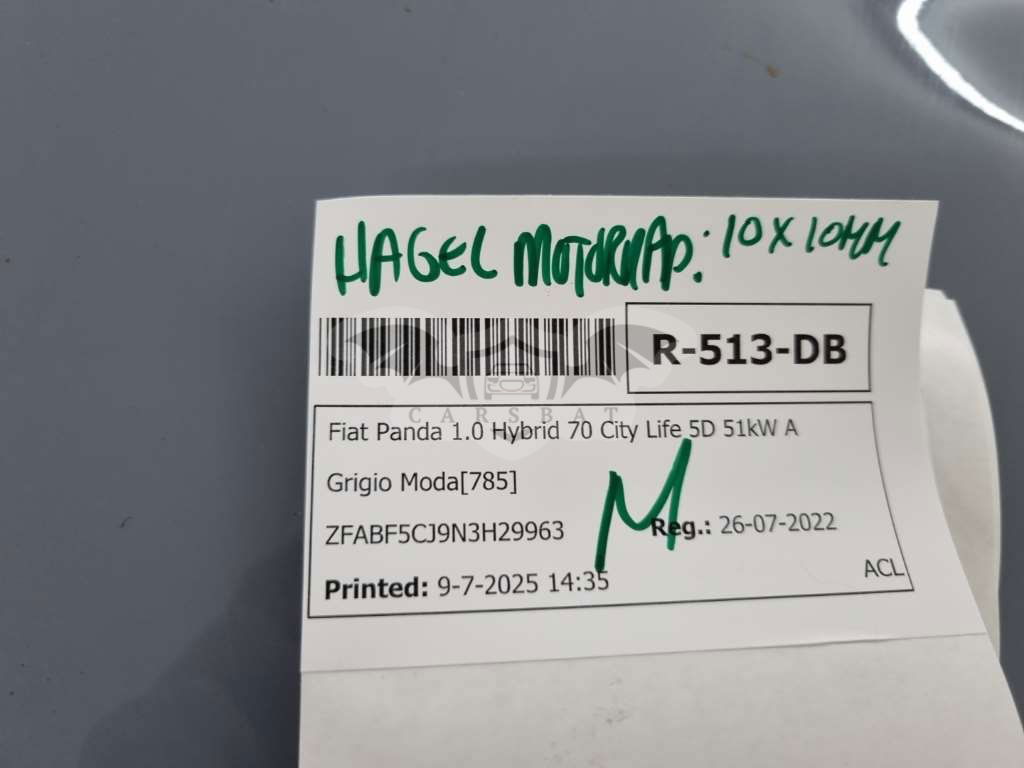 HAGEL MOTORKAP: 10 X 10MM
R-513-DB
CARSBAT
Fiat Panda 1.0 Hybrid 70 City Life 5D 51kW A
Grigio Moda[785]
M
ZFABF5CJ9N3H29963 Reg.: 26-07-2022
Printed: 9-7-2025 14:35
ACL